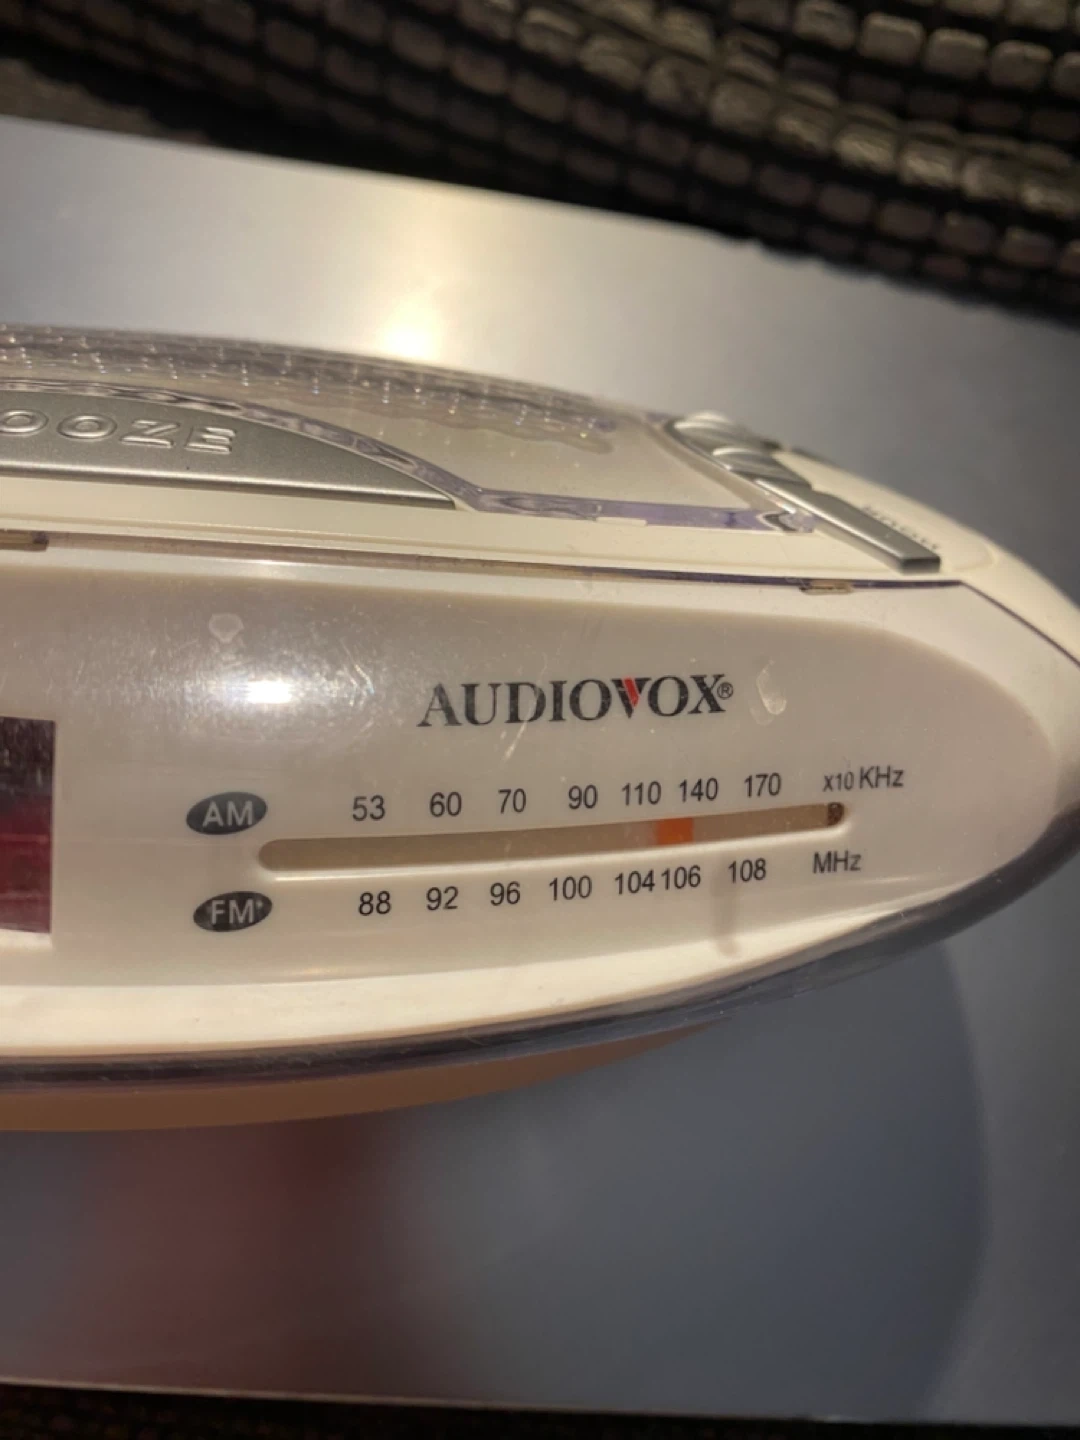 OOZE
AUDIOVOX®
AM 53 60 70 90 110 140 170 X10 KHz
FM 88 92 96 100 104 106 108 MHz